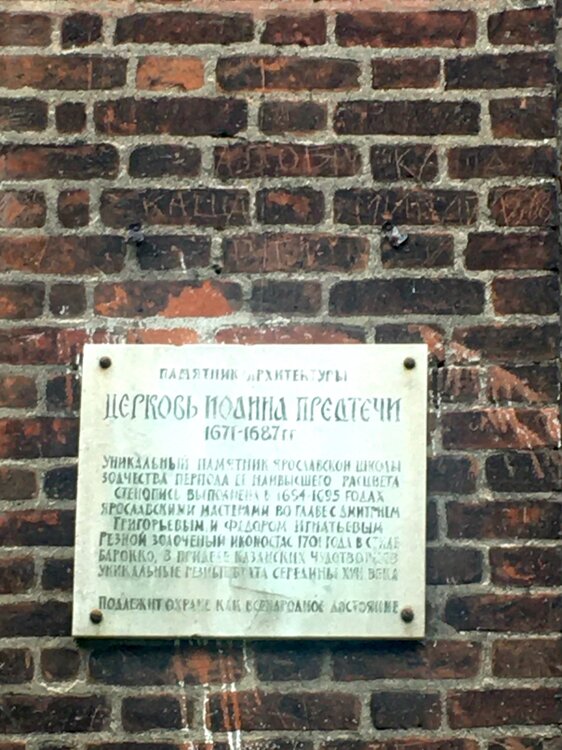 ПАМЯТНИК АРХИТЕКТУРЫ
ЦЕРКОВЬ ИОАННА ПРЕДТЕЧИ
1671-1687 гг
УНИКАЛЬНЫЙ ПАМЯТНИК ЯРОСЛАВСКОЙ ШКОЛЫ
ЗОДЧЕСТВА ПЕРИОДА ЕЕ НАИВЫСШЕГО РАСЦВЕТА
СТЕНОПИСЬ ВЫПОЛНЕНА В 1694-1695 ГОДАХ
ЯРОСЛАВСКИМИ МАСТЕРАМИ ВО ГЛАВЕ С ДМИТРИЕМ
ГРИГОРЬЕВЫМ И ФЕДОРОМ ИГНАТЬЕВЫМ
РЕЗНОЙ ЗОЛОЧЕНЫЙ ИКОНОСТАС 1701 ГОДА В СТИЛЕ
БАРОККО, В ПРИДЕЛЕ КАЗАНСКИХ ЧУДОТВОРЦЕВ
УНИКАЛЬНЫЕ РЕЗНЫЕ ВРАТА СЕРЕДИНЫ XVII ВЕКА
ПОДЛЕЖИТ ОХРАНЕ КАК ВСЕНАРОДНОЕ ДОСТОЯНИЕ